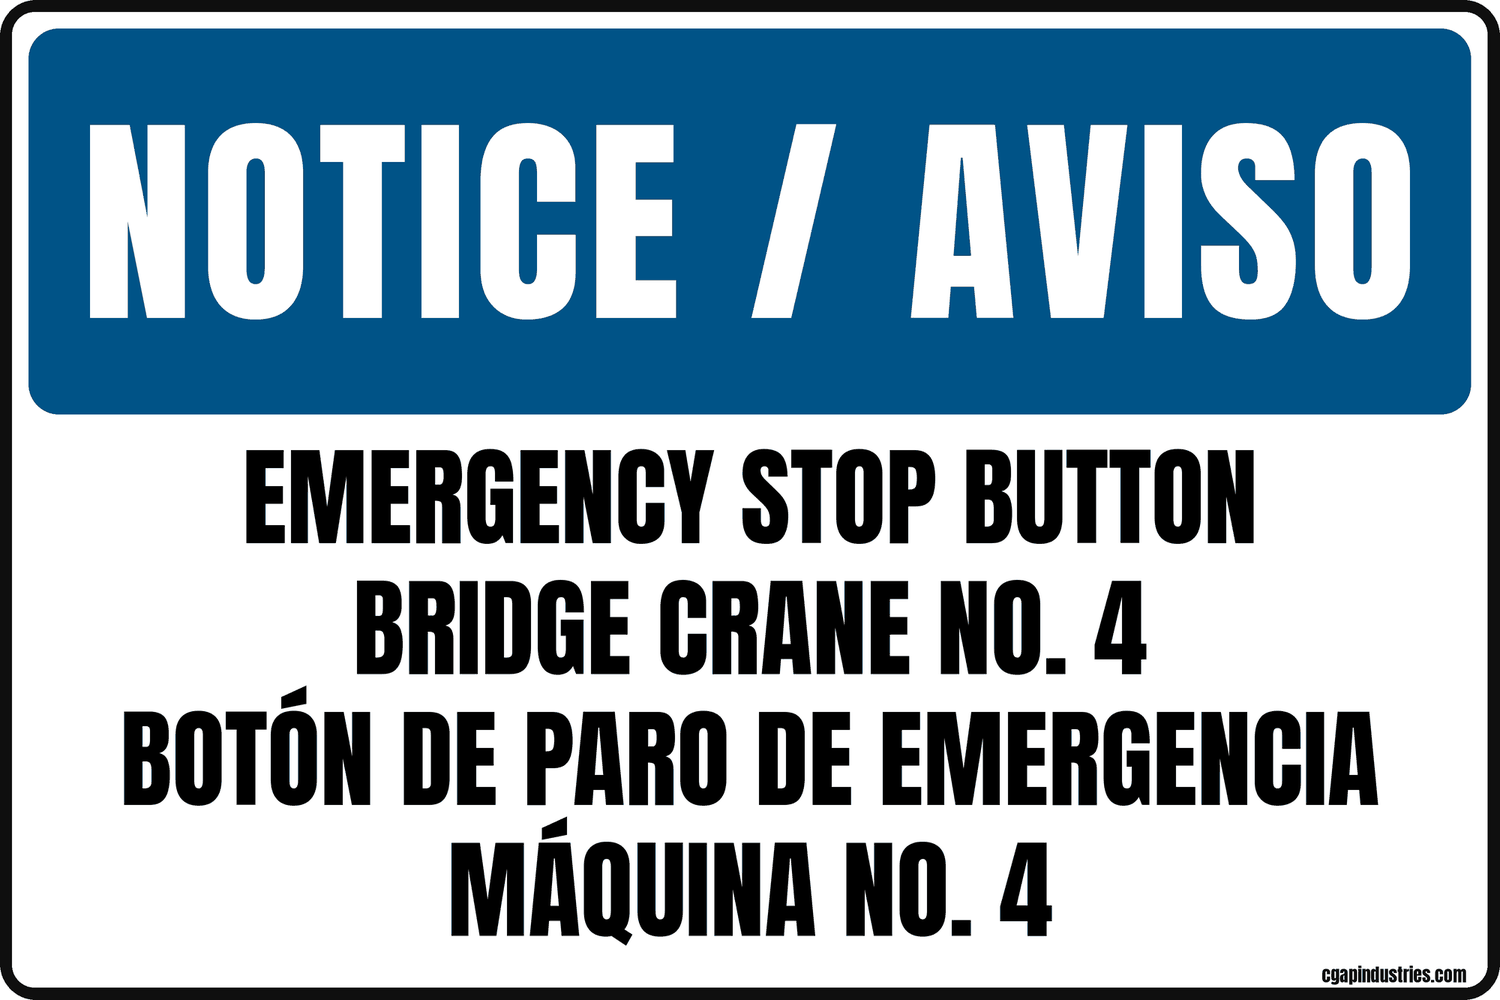 NOTICE / AVISO
EMERGENCY STOP BUTTON
BRIDGE CRANE NO. 4
BOTÓN DE PARO DE EMERGENCIA
MÁQUINA NO. 4
cgapindustries.com